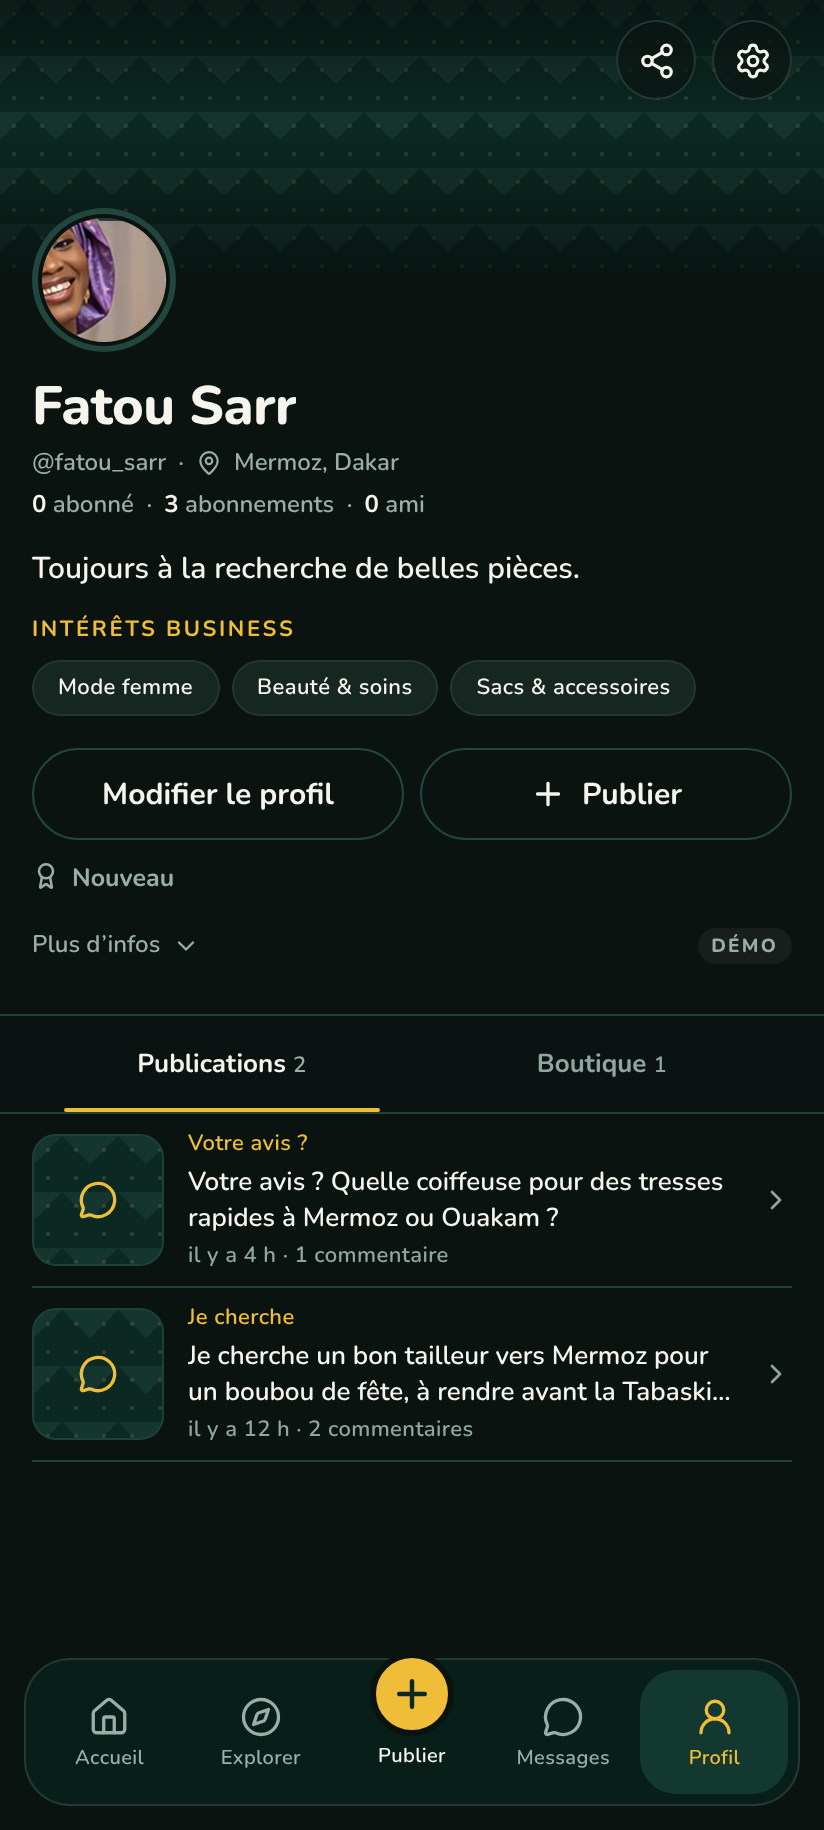 Fatou Sarr
@fatou_sarr · Mermoz, Dakar
0 abonné · 3 abonnements · 0 ami
Toujours à la recherche de belles pièces.
INTÉRÊTS BUSINESS
Mode femme
Beauté & soins
Sacs & accessoires
Modifier le profil
Publier
Nouveau
Plus d’infos
DÉMO
Publications 2
Boutique 1
Votre avis ?
Votre avis ? Quelle coiffeuse pour des tresses
rapides à Mermoz ou Ouakam ?
il y a 4 h · 1 commentaire
Je cherche
Je cherche un bon tailleur vers Mermoz pour
un boubou de fête, à rendre avant la Tabaski...
il y a 12 h · 2 commentaires
Accueil
Explorer
Publier
Messages
Profil